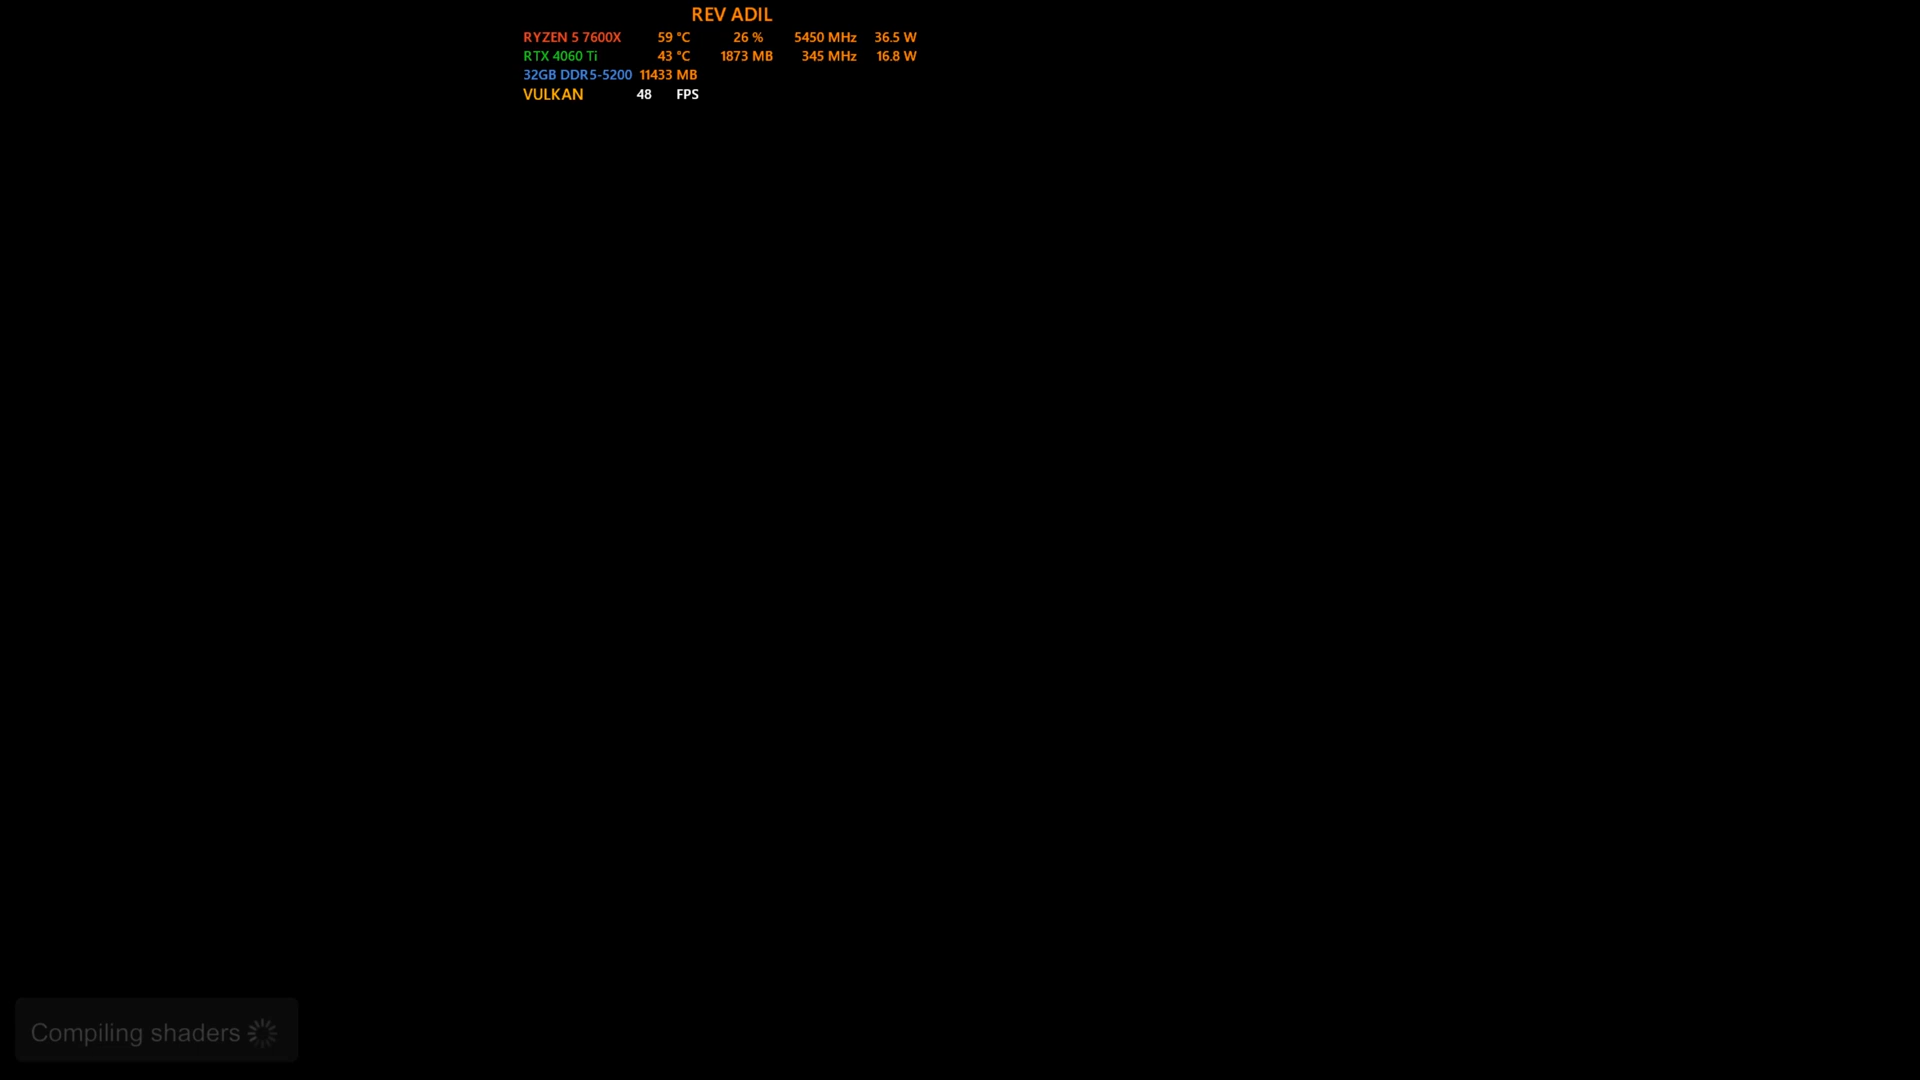 REV ADIL
RYZEN 5 7600X 59 °C 26 % 5450 MHz 36.5 W
RTX 4060 Ti 43 °C 1873 MB 345 MHz 16.8 W
32GB DDR5-5200 11433 MB
VULKAN 48 FPS
Compiling shaders